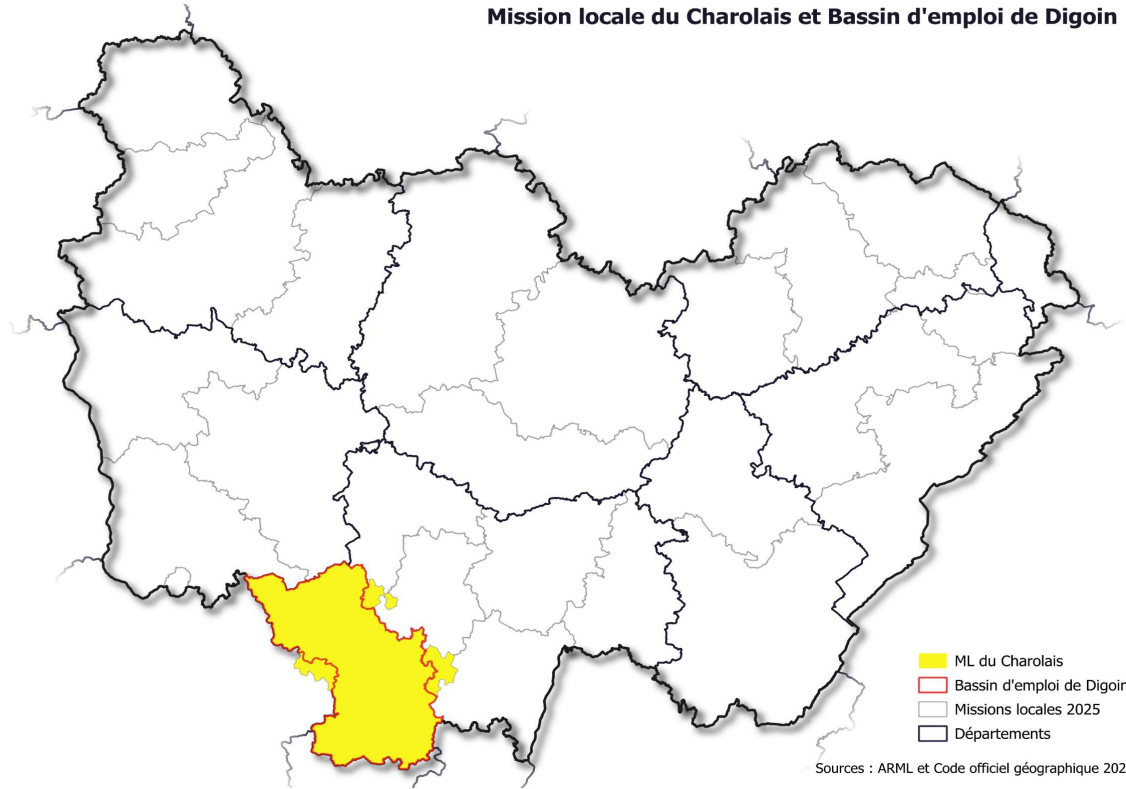 Mission locale du Charolais et Bassin d'emploi de Digoin
ML du Charolais
Bassin d'emploi de Digoin
Missions locales 2025
Départements
Sources : ARML et Code officiel géographique 202